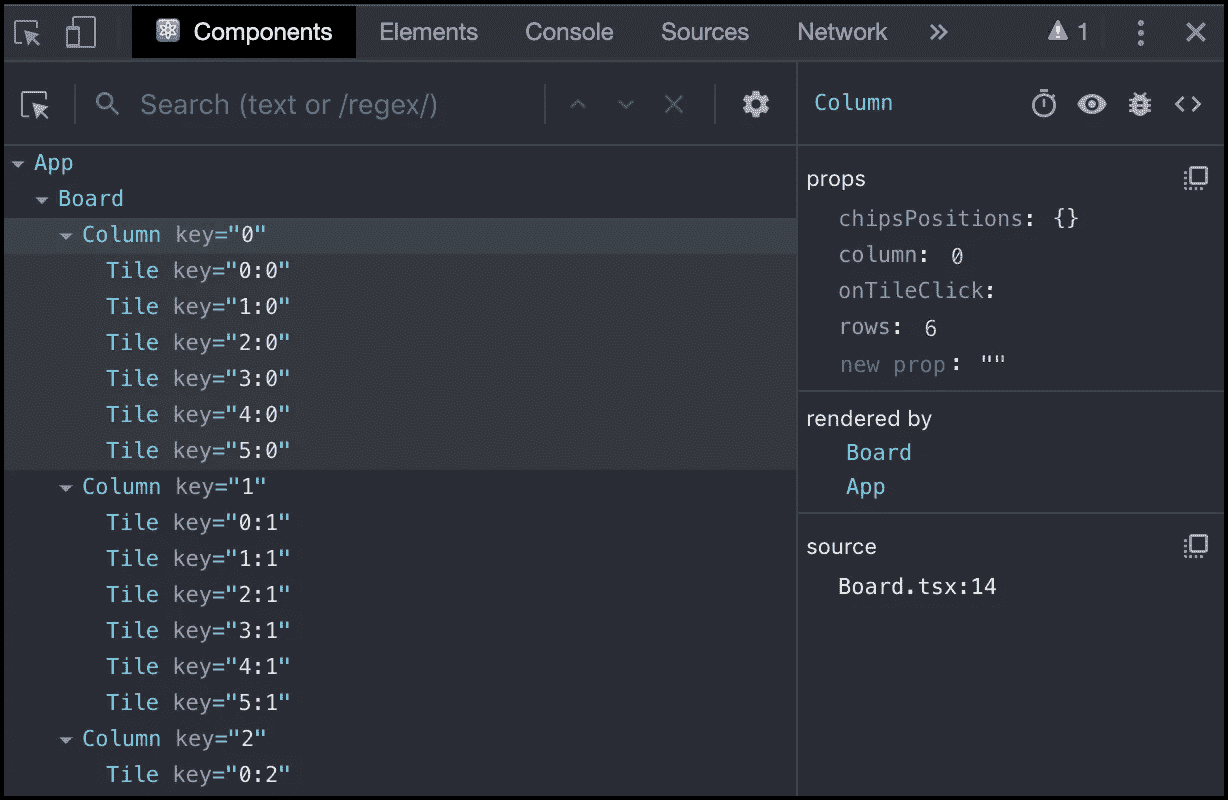 Components Elements Console Sources Network » 1
Search (text or /regex/)
App
Board
Column key="0"
Tile key="0:0"
Tile key="1:0"
Tile key="2:0"
Tile key="3:0"
Tile key="4:0"
Tile key="5:0"
Column key="1"
Tile key="0:1"
Tile key="1:1"
Tile key="2:1"
Tile key="3:1"
Tile key="4:1"
Tile key="5:1"
Column key="2"
Tile key="0:2"
Column
props
chipsPositions: {}
column: 0
onTileClick:
rows: 6
new prop: ""
rendered by
Board
App
source
Board.tsx:14